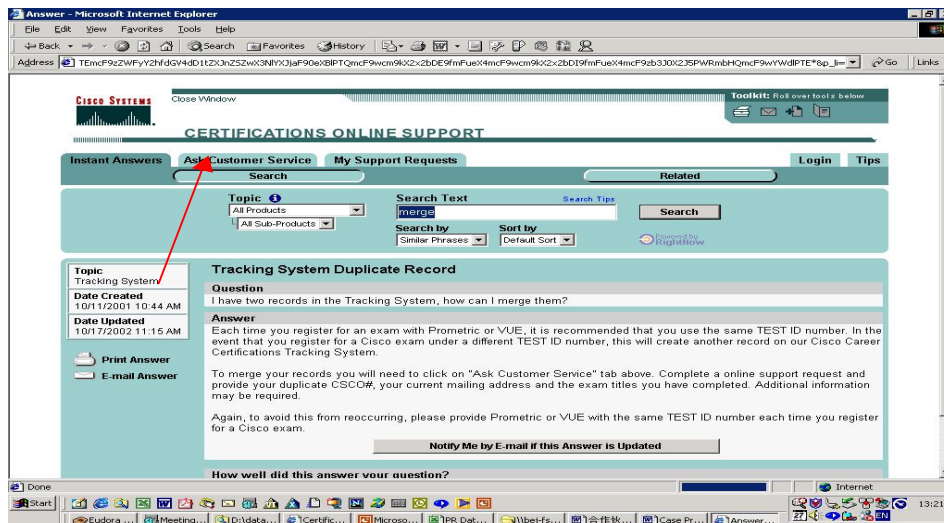 Answer - Microsoft Internet Explorer
File Edit View Favorites Tools Help
Back Search Favorites History
Address Go Links
Toolkit: Roll over tools below
CISCO SYSTEMS Close Window
CERTIFICATIONS ONLINE SUPPORT
Instant Answers Ask Customer Service My Support Requests Login Tips
Search Related
Topic Search Text Search Tips
All Products merge Search
All Sub-Products Search by Sort by
Similar Phrases Default Sort Powered by RightNow
Topic
Tracking System
Date Created
10/11/2001 10:44 AM
Date Updated
10/17/2002 11:15 AM
Print Answer
E-mail Answer
Tracking System Duplicate Record
Question
I have two records in the Tracking System, how can I merge them?
Answer
Each time you register for an exam with Prometric or VUE, it is recommended that you use the same TEST ID number. In the
event that you register for a Cisco exam under a different TEST ID number, this will create another record on our Cisco Career
Certifications Tracking System.
To merge your records you will need to click on "Ask Customer Service" tab above. Complete a online support request and
provide your duplicate CSCO#, your current mailing address and the exam titles you have completed. Additional information
may be required.
Again, to avoid this from reoccurring, please provide Prometric or VUE with the same TEST ID number each time you register
for a Cisco exam.
Notify Me by E-mail if this Answer is Updated
How well did this answer your question?
Done Internet
Start 13:21
Eudora ... Meeting... D:\data... Certific... Microso... PR Dat... \\bei-fs... Case Pr... Answer...
27 EN